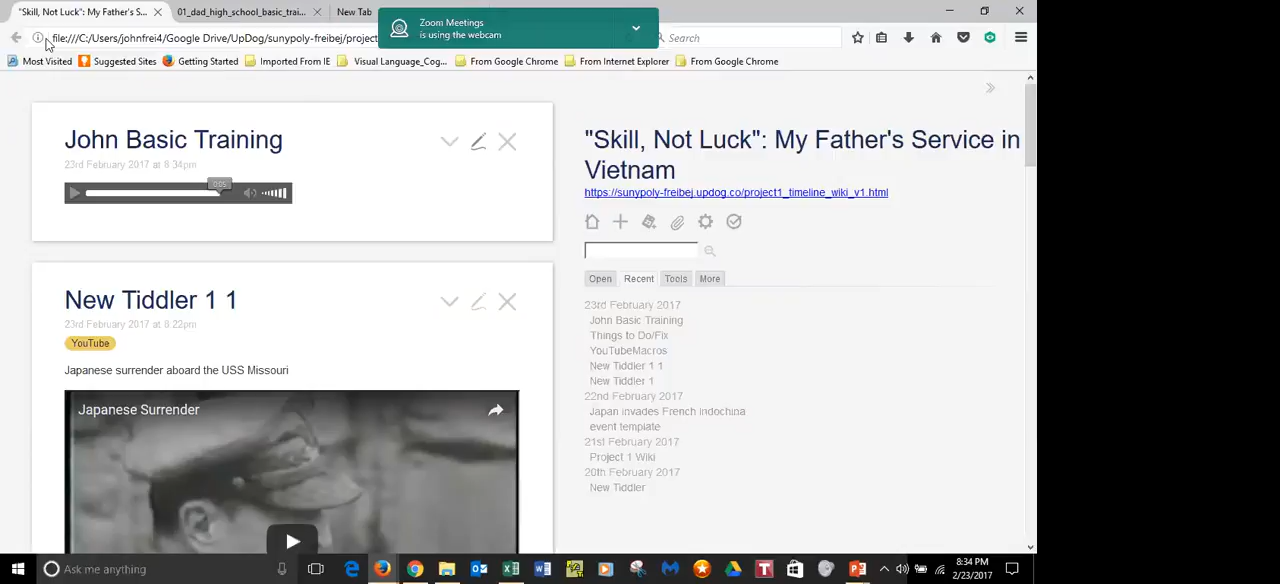 "Skill, Not Luck": My Father's S...
01_dad_high_school_basic_trai...
New Tab
Zoom Meetings
is using the webcam
file:///C:/Users/johnfrei4/Google Drive/UpDog/sunypoly-freibej/project
Search
Most Visited
Suggested Sites
Getting Started
Imported From IE
Visual Language_Cog...
From Google Chrome
From Internet Explorer
From Google Chrome
John Basic Training
23rd February 2017 at 8:34pm
0:05
New Tiddler 1 1
23rd February 2017 at 8:22pm
YouTube
Japanese surrender aboard the USS Missouri
Japanese Surrender
"Skill, Not Luck": My Father's Service in
Vietnam
https://sunypoly-freibej.updog.co/project1_timeline_wiki_v1.html
Open
Recent
Tools
More
23rd February 2017
John Basic Training
Things to Do/Fix
YouTubeMacros
New Tiddler 1 1
New Tiddler 1
22nd February 2017
Japan invades French Indochina
event template
21st February 2017
Project 1 Wiki
20th February 2017
New Tiddler
Ask me anything
8:34 PM
2/23/2017